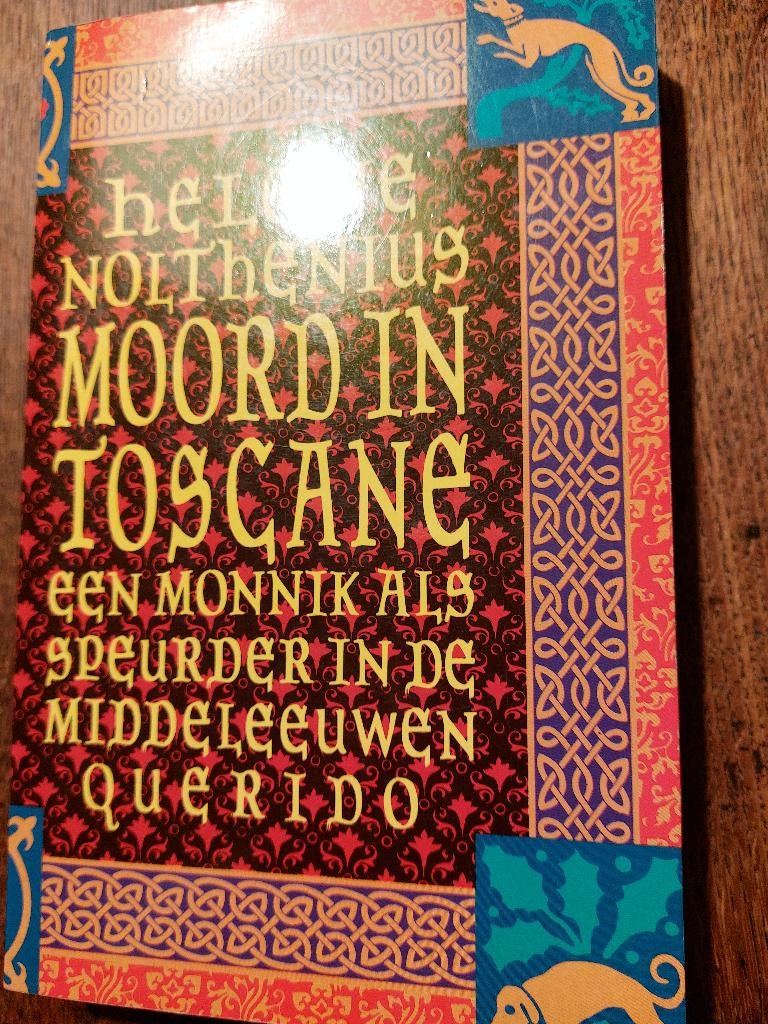 NOLTHENIUS
MOORD IN
TOSCANE
EEN MONNIK ALS
SPEURDER IN DE
MIDDELEEUWEN
QUERIDO